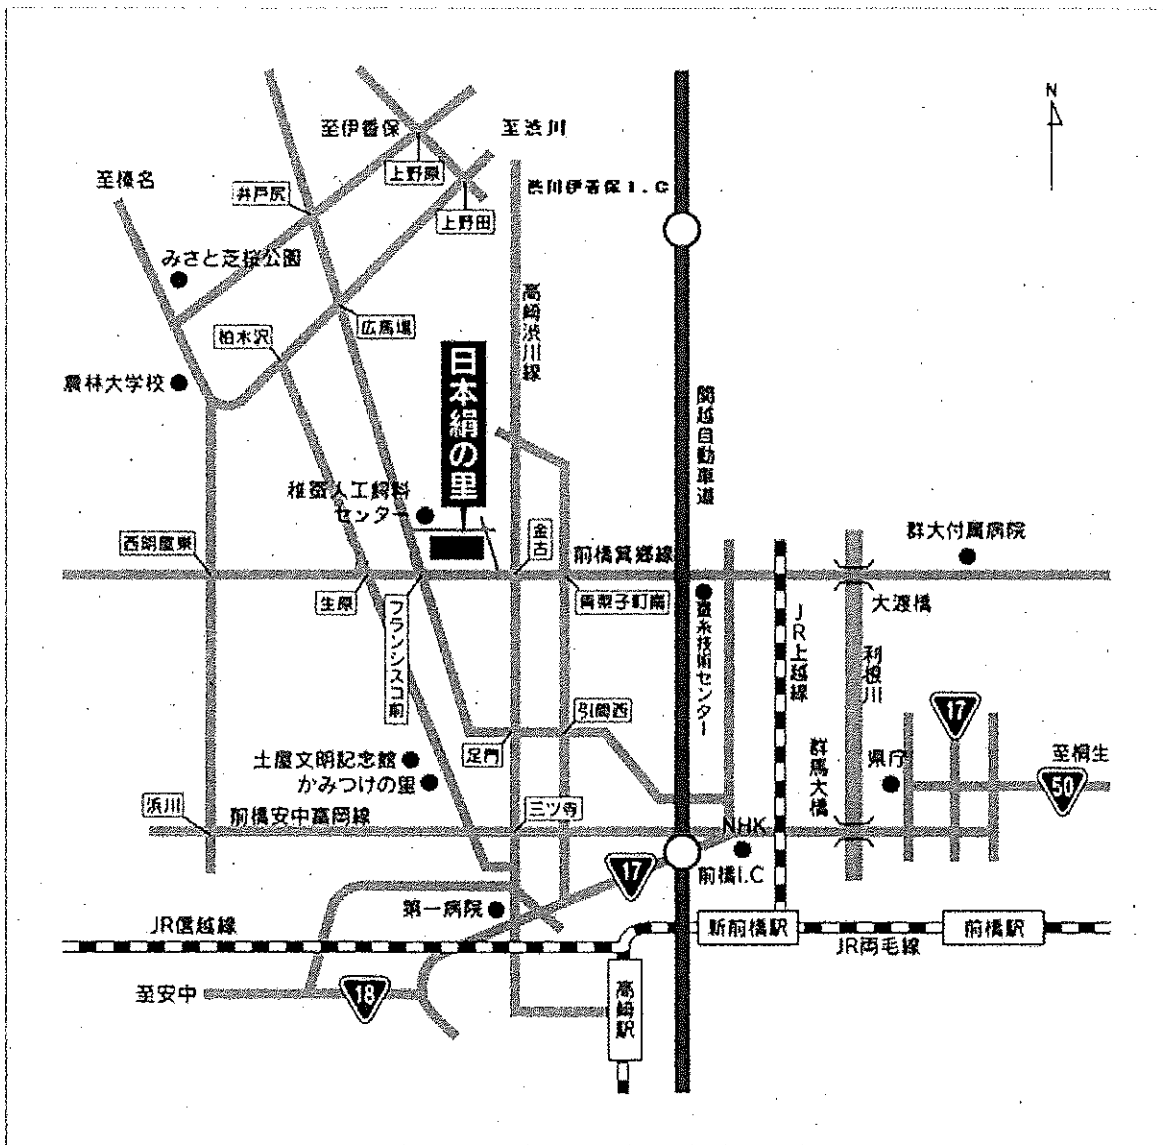 N
至伊香保
至渋川
上野原
至榛名
井戸尻
渋川伊香保I.C
上野田
みさと芝桜公園
高崎渋川線
広馬場
柏木沢
日本絹の里
農林大学校
関越自動車道
稚蚕人工飼料
センター
金古
西明屋東
前橋箕郷線
群大付属病院
生原
フランシスコ前
青梨子町南
蚕糸技術センター
JR上越線
大渡橋
利根川
引間西
足門
17
土屋文明記念館
かみつけの里
群馬大橋
県庁
至桐生
50
浜川
前橋安中富岡線
三ツ寺
NHK
前橋I.C
17
第一病院
JR信越線
新前橋駅
前橋駅
JR両毛線
至安中
18
高崎駅